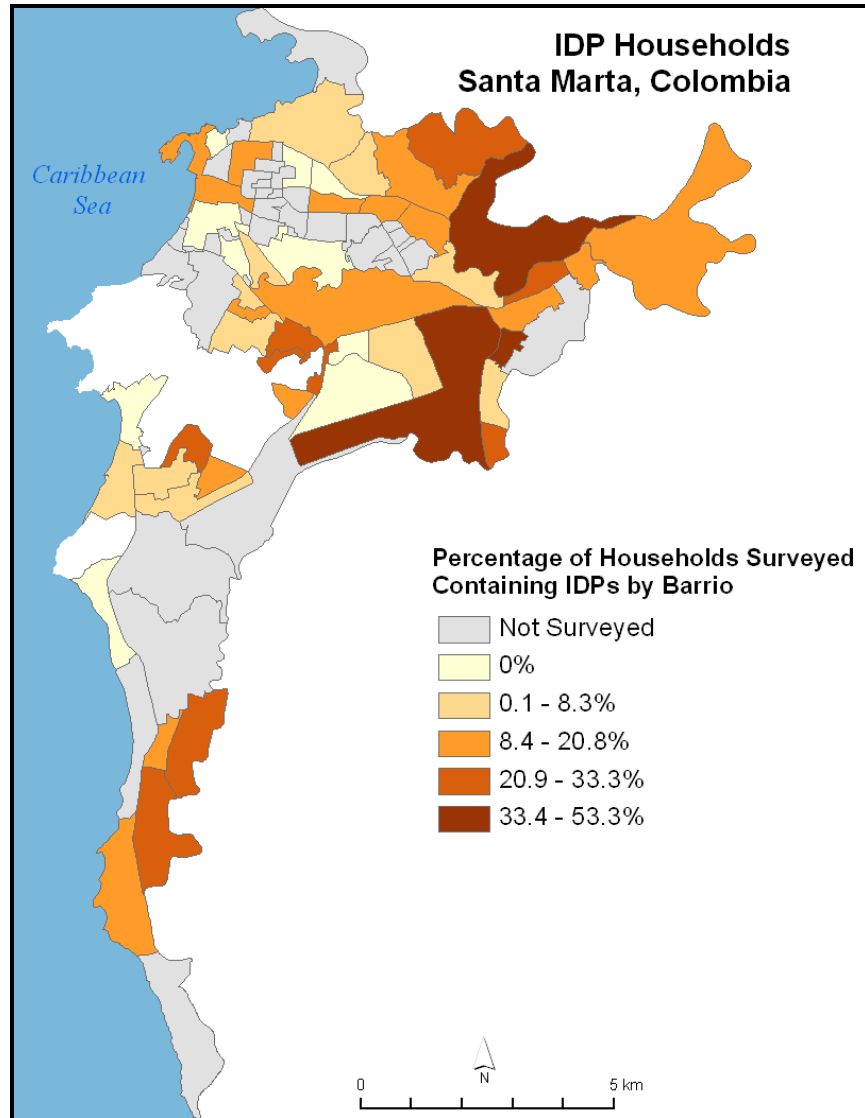 IDP Households
Santa Marta, Colombia
Caribbean
Sea
Percentage of Households Surveyed
Containing IDPs by Barrio
Not Surveyed
0%
0.1 - 8.3%
8.4 - 20.8%
20.9 - 33.3%
33.4 - 53.3%
N
0 5 km